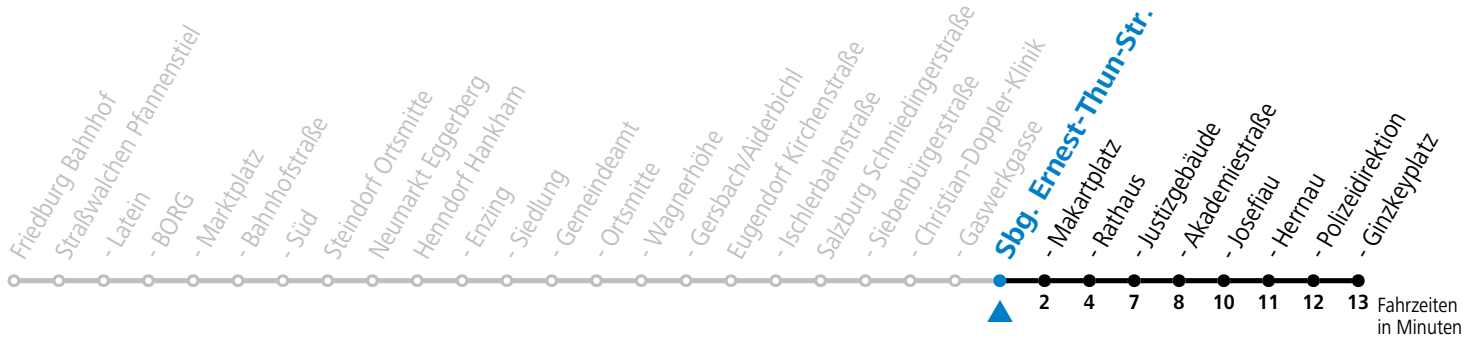 Friedburg Bahnhof
Straßwalchen Pfannenstiel
- Latein
- BORG
- Marktplatz
- Bahnhofstraße
- Süd
Steindorf Ortsmitte
Neumarkt Eggerberg
Henndorf Hankham
- Enzing
- Siedlung
- Gemeindeamt
- Ortsmitte
- Wagnerhöhe
- Gersbach/Aiderbichl
Eugendorf Kirchenstraße
- Ischlerbahnstraße
Salzburg Schmiedingerstraße
- Siebenbürgerstraße
- Christian-Doppler-Klinik
- Gaswerkgasse
Sbg. Ernest-Thun-Str.
- Makartplatz
- Rathaus
- Justizgebäude
- Akademiestraße
- Josefiau
- Herrnau
- Polizeidirektion
- Ginzkeyplatz
2 4 7 8 10 11 12 13 Fahrzeiten
in Minuten